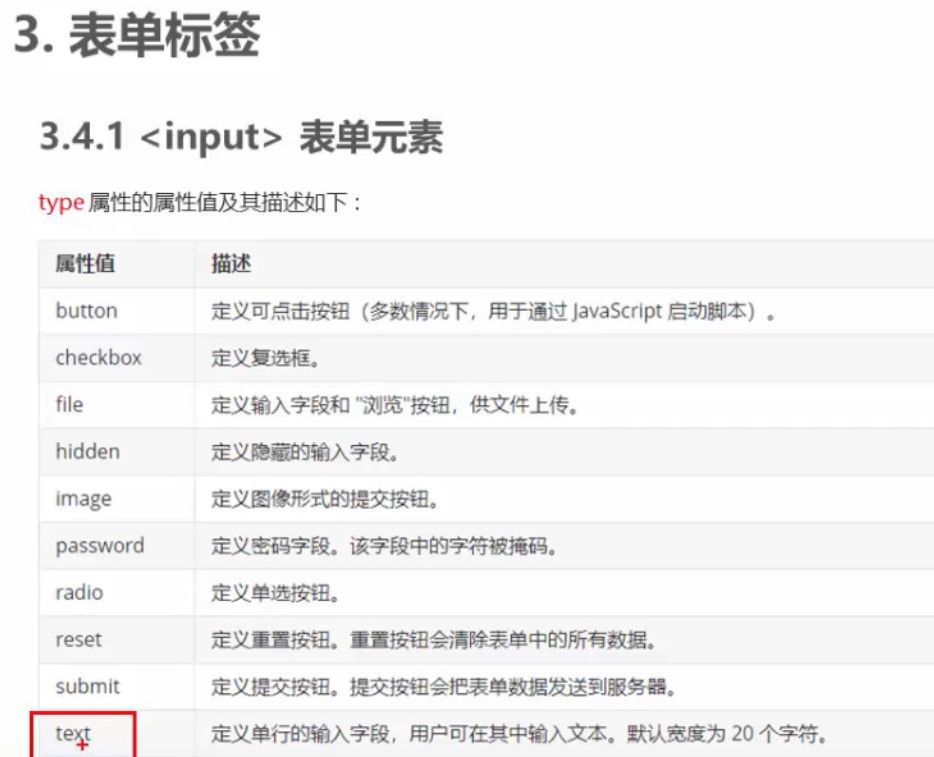 3. 表单标签
3.4.1 <input> 表单元素
type 属性的属性值及其描述如下：
属性值 描述
button 定义可点击按钮（多数情况下，用于通过 JavaScript 启动脚本）。
checkbox 定义复选框。
file 定义输入字段和 "浏览"按钮，供文件上传。
hidden 定义隐藏的输入字段。
image 定义图像形式的提交按钮。
password 定义密码字段。该字段中的字符被掩码。
radio 定义单选按钮。
reset 定义重置按钮。重置按钮会清除表单中的所有数据。
submit 定义提交按钮。提交按钮会把表单数据发送到服务器。
text 定义单行的输入字段，用户可在其中输入文本。默认宽度为 20 个字符。